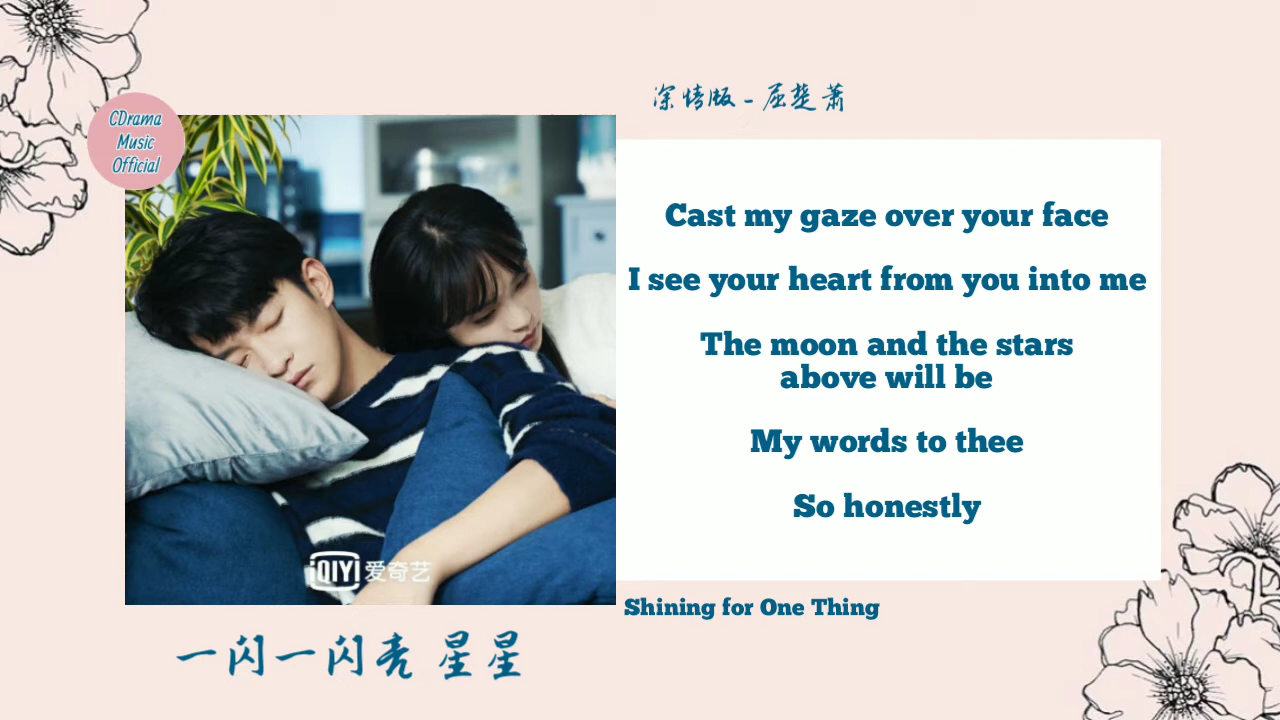 CDrama
Music
Official
深情版 - 屈楚萧
Cast my gaze over your face
I see your heart from you into me
The moon and the stars
above will be
My words to thee
So honestly
QIYI 爱奇艺
Shining for One Thing
一闪一闪亮星星